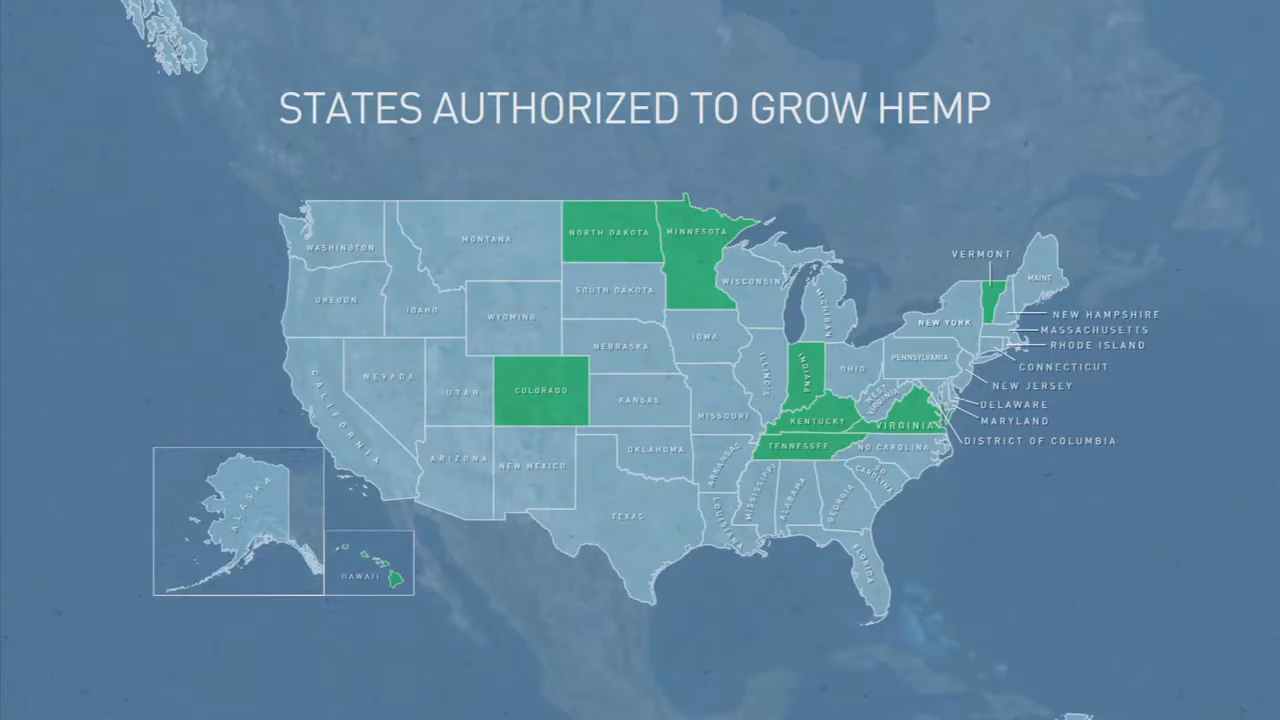 STATES AUTHORIZED TO GROW HEMP
WASHINGTON
MONTANA
NORTH DAKOTA
MINNESOTA
VERMONT
MAINE
OREGON
IDAHO
WYOMING
SOUTH DAKOTA
WISCONSIN
MICHIGAN
NEW YORK
NEW HAMPSHIRE
MASSACHUSETTS
RHODE ISLAND
CONNECTICUT
NEW JERSEY
DELAWARE
MARYLAND
DISTRICT OF COLUMBIA
CALIFORNIA
NEVADA
UTAH
COLORADO
NEBRASKA
KANSAS
IOWA
MISSOURI
ILLINOIS
INDIANA
OHIO
PENNSYLVANIA
WEST
VIRGINIA
KENTUCKY
VIRGINIA
ARIZONA
NEW MEXICO
OKLAHOMA
ARKANSAS
TENNESSEE
NO CAROLINA
SO
CAROLINA
TEXAS
LOUISIANA
MISSISSIPPI
ALABAMA
GEORGIA
FLORIDA
ALASKA
HAWAII